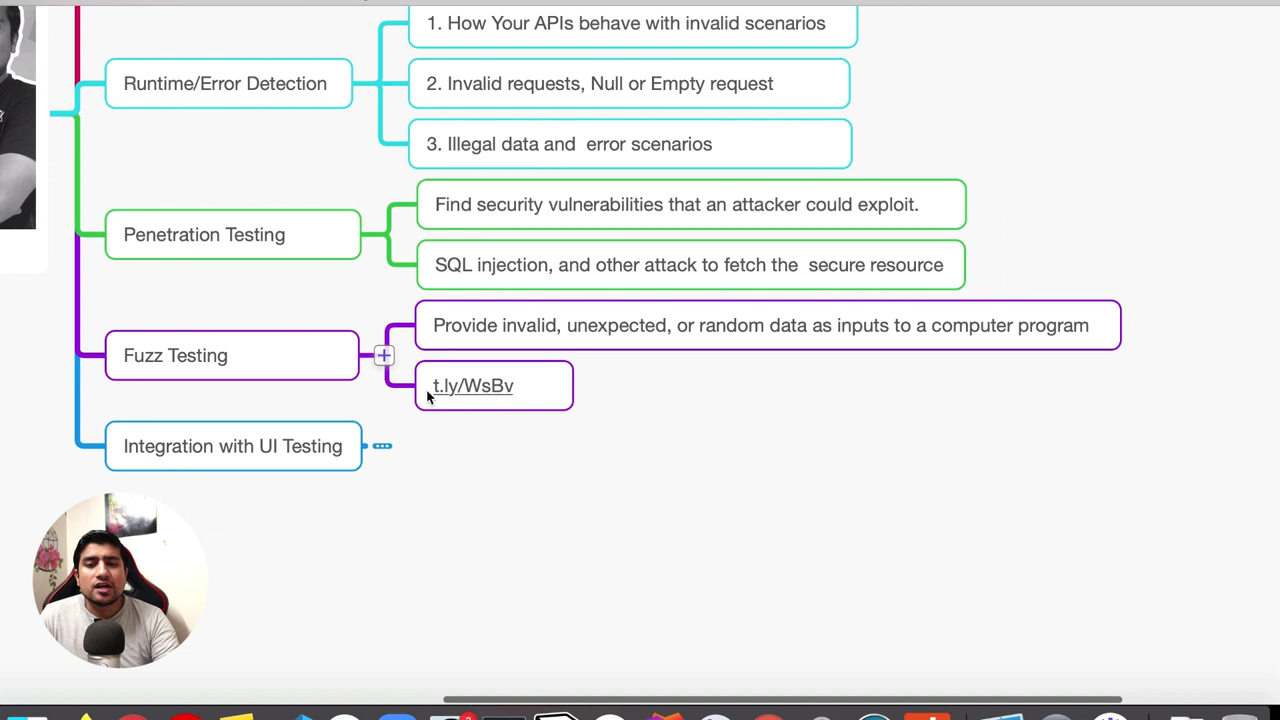 1. How Your APIs behave with invalid scenarios
Runtime/Error Detection
2. Invalid requests, Null or Empty request
3. Illegal data and  error scenarios
Find security vulnerabilities that an attacker could exploit.
Penetration Testing
SQL injection, and other attack to fetch the  secure resource
Provide invalid, unexpected, or random data as inputs to a computer program
Fuzz Testing
t.ly/WsBv
Integration with UI Testing